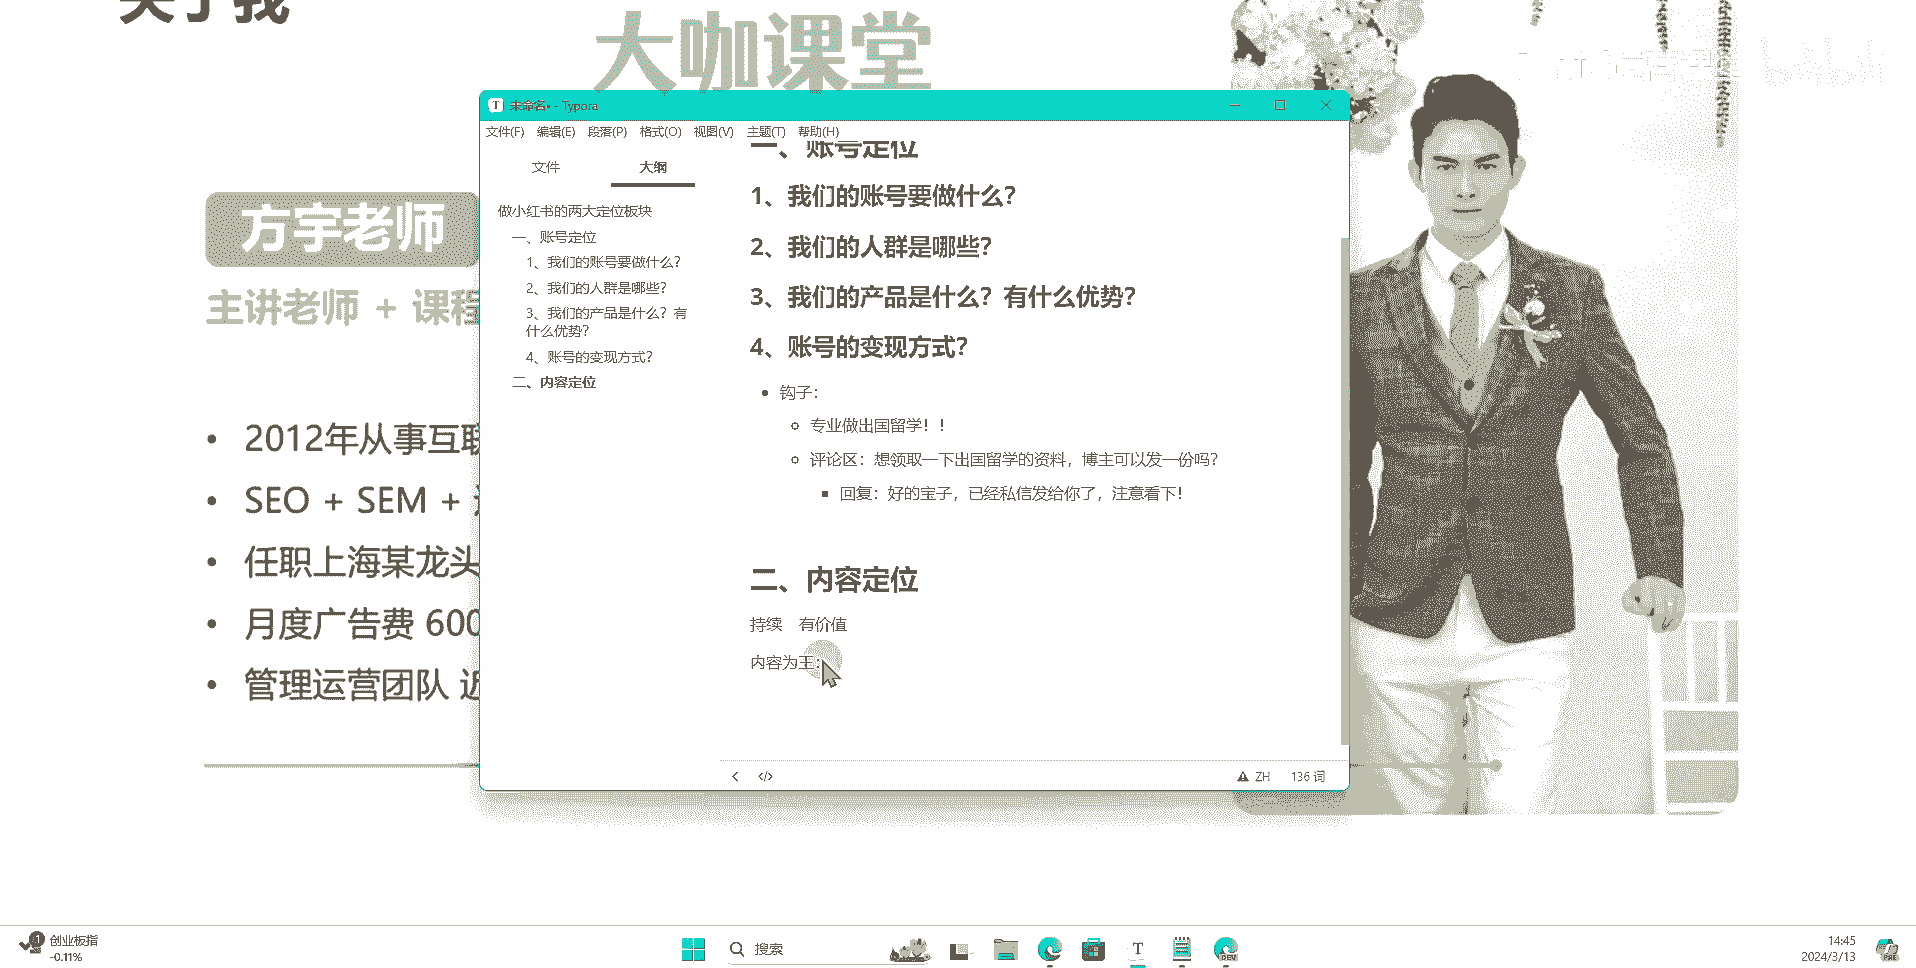 关于我
大咖课堂
方宇老师
主讲老师 + 课程
2012年从事互联
SEO + SEM +
任职上海某龙头
月度广告费 600
管理运营团队 近
未命名• - Typora
文件(F) 编辑(E) 段落(P) 格式(O) 视图(V) 主题(T) 帮助(H)
文件 大纲
做小红书的两大定位板块
一、账号定位
1、我们的账号要做什么？
2、我们的人群是哪些？
3、我们的产品是什么？有
什么优势？
4、账号的变现方式？
二、内容定位
一、账号定位
1、我们的账号要做什么？
2、我们的人群是哪些？
3、我们的产品是什么？有什么优势？
4、账号的变现方式？
钩子：
专业做出国留学！！
评论区：想领取一下出国留学的资料，博主可以发一份吗？
回复：好的宝子，已经私信发给你了，注意看下！
二、内容定位
持续 有价值
内容为王：
ZH 136 词
1 创业板指
-0.11%
搜索
T
DEV
14:45
2024/3/13
PRE